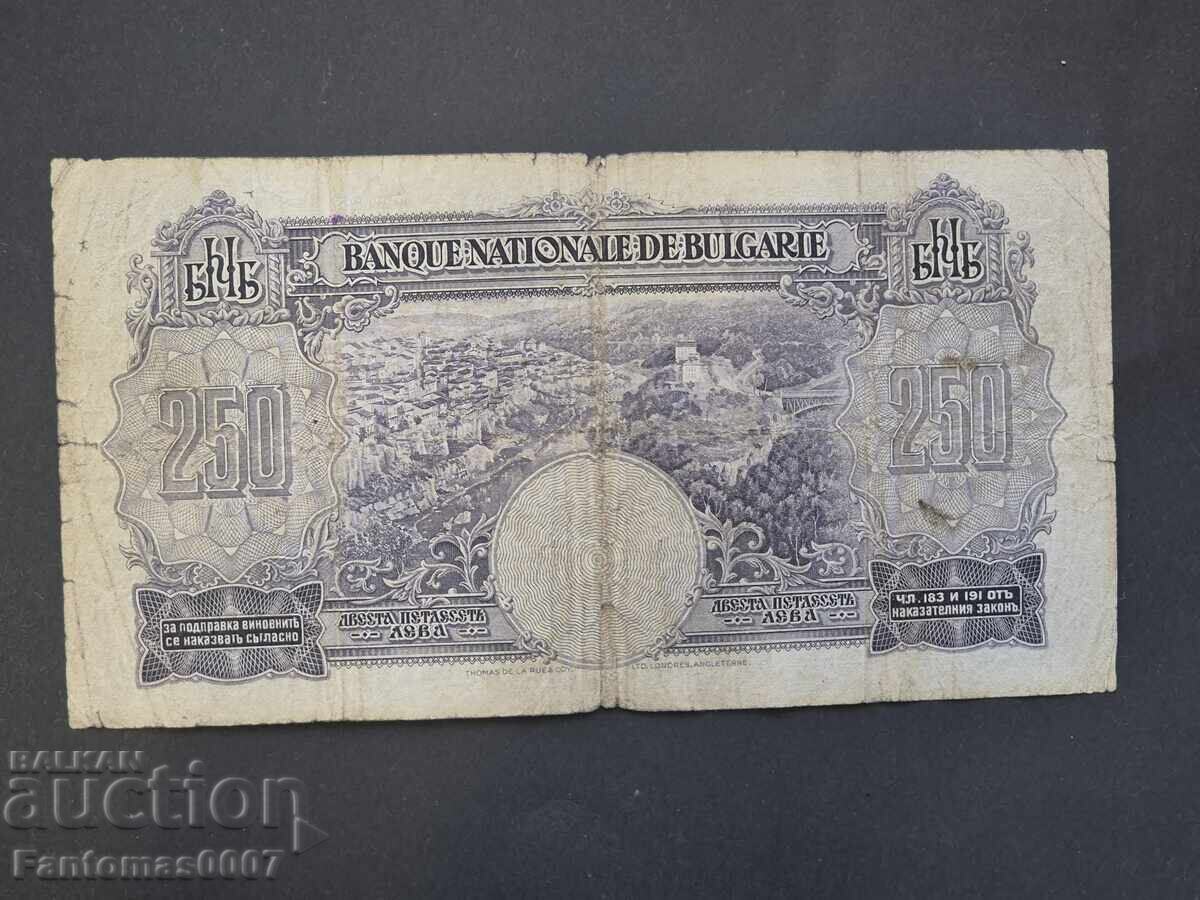 БНБ
BANQUE·NATIONALE·DE·BULGARIE
БНБ
250
250
ЗА ПОДПРАВКА ВИНОВНИТѢ
СЕ НАКАЗВАТЪ СЪГЛАСНО
ДВЕСТА ПЕТДЕСЕТЬ
ЛЕВА
ДВЕСТА ПЕТДЕСЕТЬ
ЛЕВА
ЧЛ. 183 И 191 ОТЪ
НАКАЗАТЕЛНИЯ ЗАКОНЪ
THOMAS DE LA RUE & CO LTD, LONDRES, ANGLETERRE.
BALKAN
auction
Fantomas0007